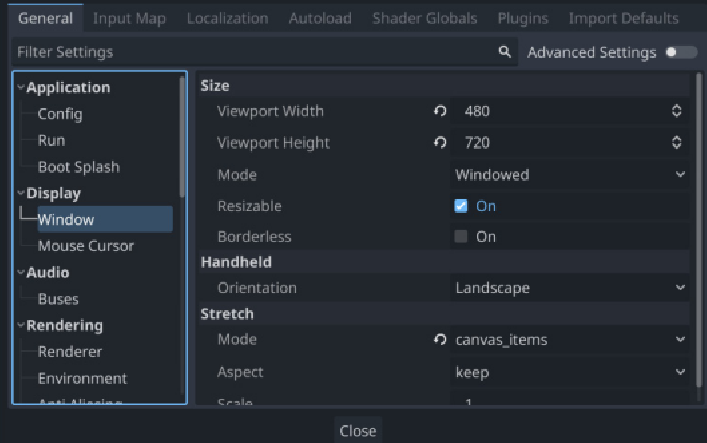 General Input Map Localization Autoload Shader Globals Plugins Import Defaults
Filter Settings Advanced Settings
Application
Config
Run
Boot Splash
Display
Window
Mouse Cursor
Audio
Buses
Rendering
Renderer
Environment
Anti Aliasing
Size
Viewport Width 480
Viewport Height 720
Mode Windowed
Resizable On
Borderless On
Handheld
Orientation Landscape
Stretch
Mode canvas_items
Aspect keep
Scale 1
Close